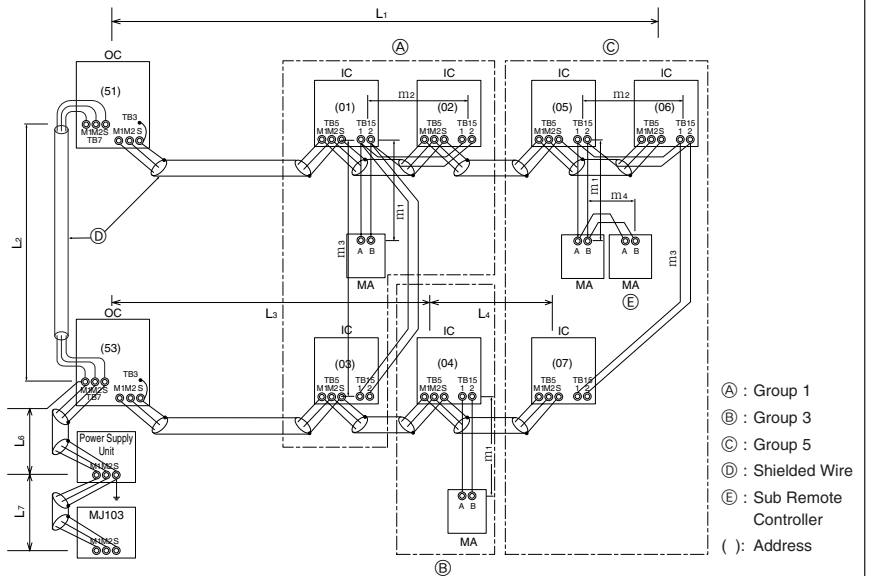 L1
Ⓐ
Ⓒ
OC
IC
IC
IC
IC
(51)
(01)
m2
(02)
(05)
m2
(06)
TB3
M1M2S
M1M2S
TB7
TB5
M1M2S
TB15
1 2
TB5
M1M2S
TB15
1 2
TB5
M1M2S
TB15
1 2
TB5
M1M2S
TB15
1 2
L2
Ⓓ
m3
m1
m1
m4
m3
A B
MA
A B
MA
A B
MA
Ⓔ
L3
L4
OC
IC
IC
IC
(53)
(03)
(04)
(07)
TB3
M1M2S
M1M2S
TB7
TB5
M1M2S
TB15
1 2
TB5
M1M2S
TB15
1 2
TB5
M1M2S
TB15
1 2
L6
Power Supply
Unit
M1M2S
m1
L7
MJ103
M1M2S
A B
MA
Ⓑ
Ⓐ : Group 1
Ⓑ : Group 3
Ⓒ : Group 5
Ⓓ : Shielded Wire
Ⓔ : Sub Remote
Controller
( ): Address